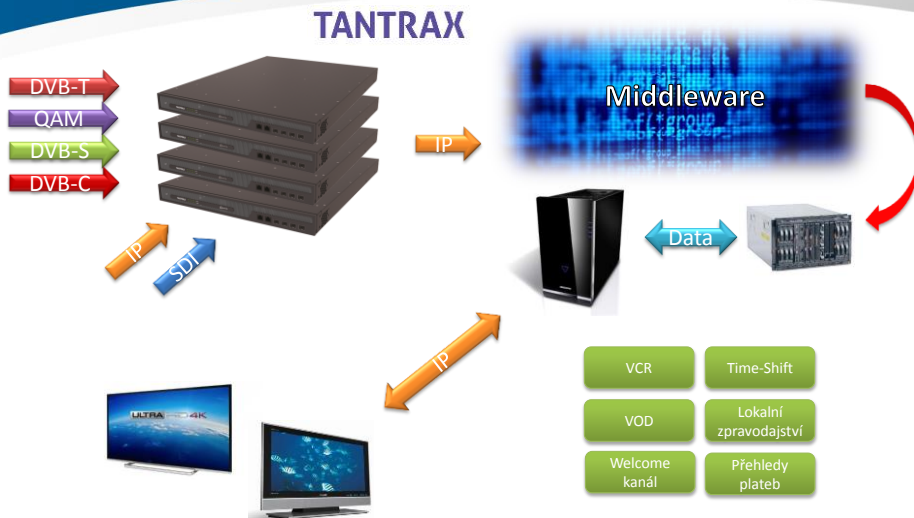 TANTRAX
DVB-T
QAM
DVB-S
DVB-C
IP
SDI
IP
Middleware
Data
IP
ULTRA HD 4K
VCR
Time-Shift
VOD
Lokalní
zpravodajství
Welcome
kanál
Přehledy
plateb